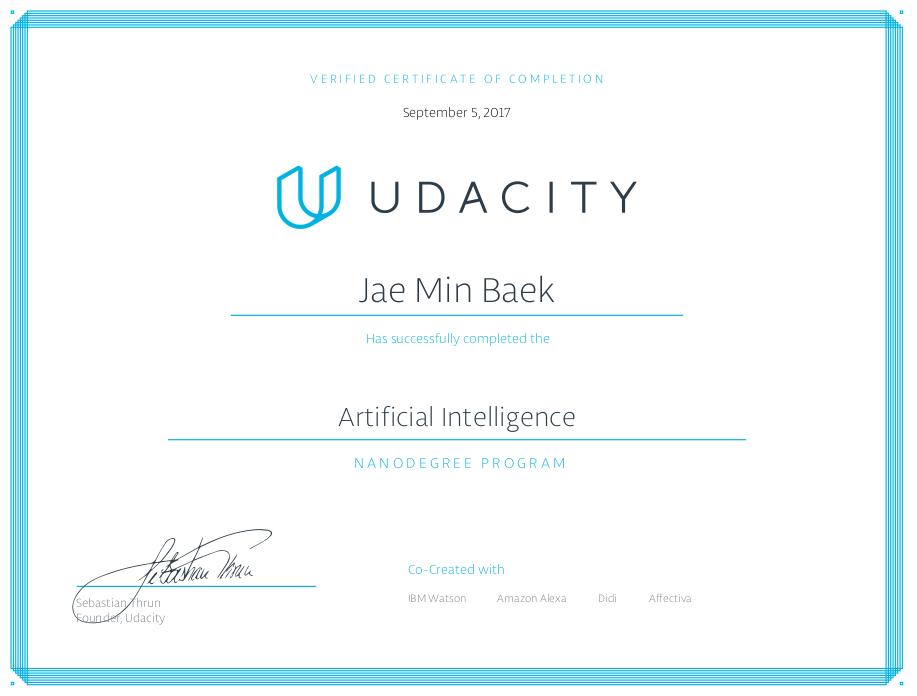 VERIFIED CERTIFICATE OF COMPLETION
September 5, 2017
UDACITY
Jae Min Baek
Has successfully completed the
Artificial Intelligence
NANODEGREE PROGRAM
Sebastian Thrun
Sebastian Thrun
Founder, Udacity
Co-Created with
IBM Watson Amazon Alexa Didi Affectiva